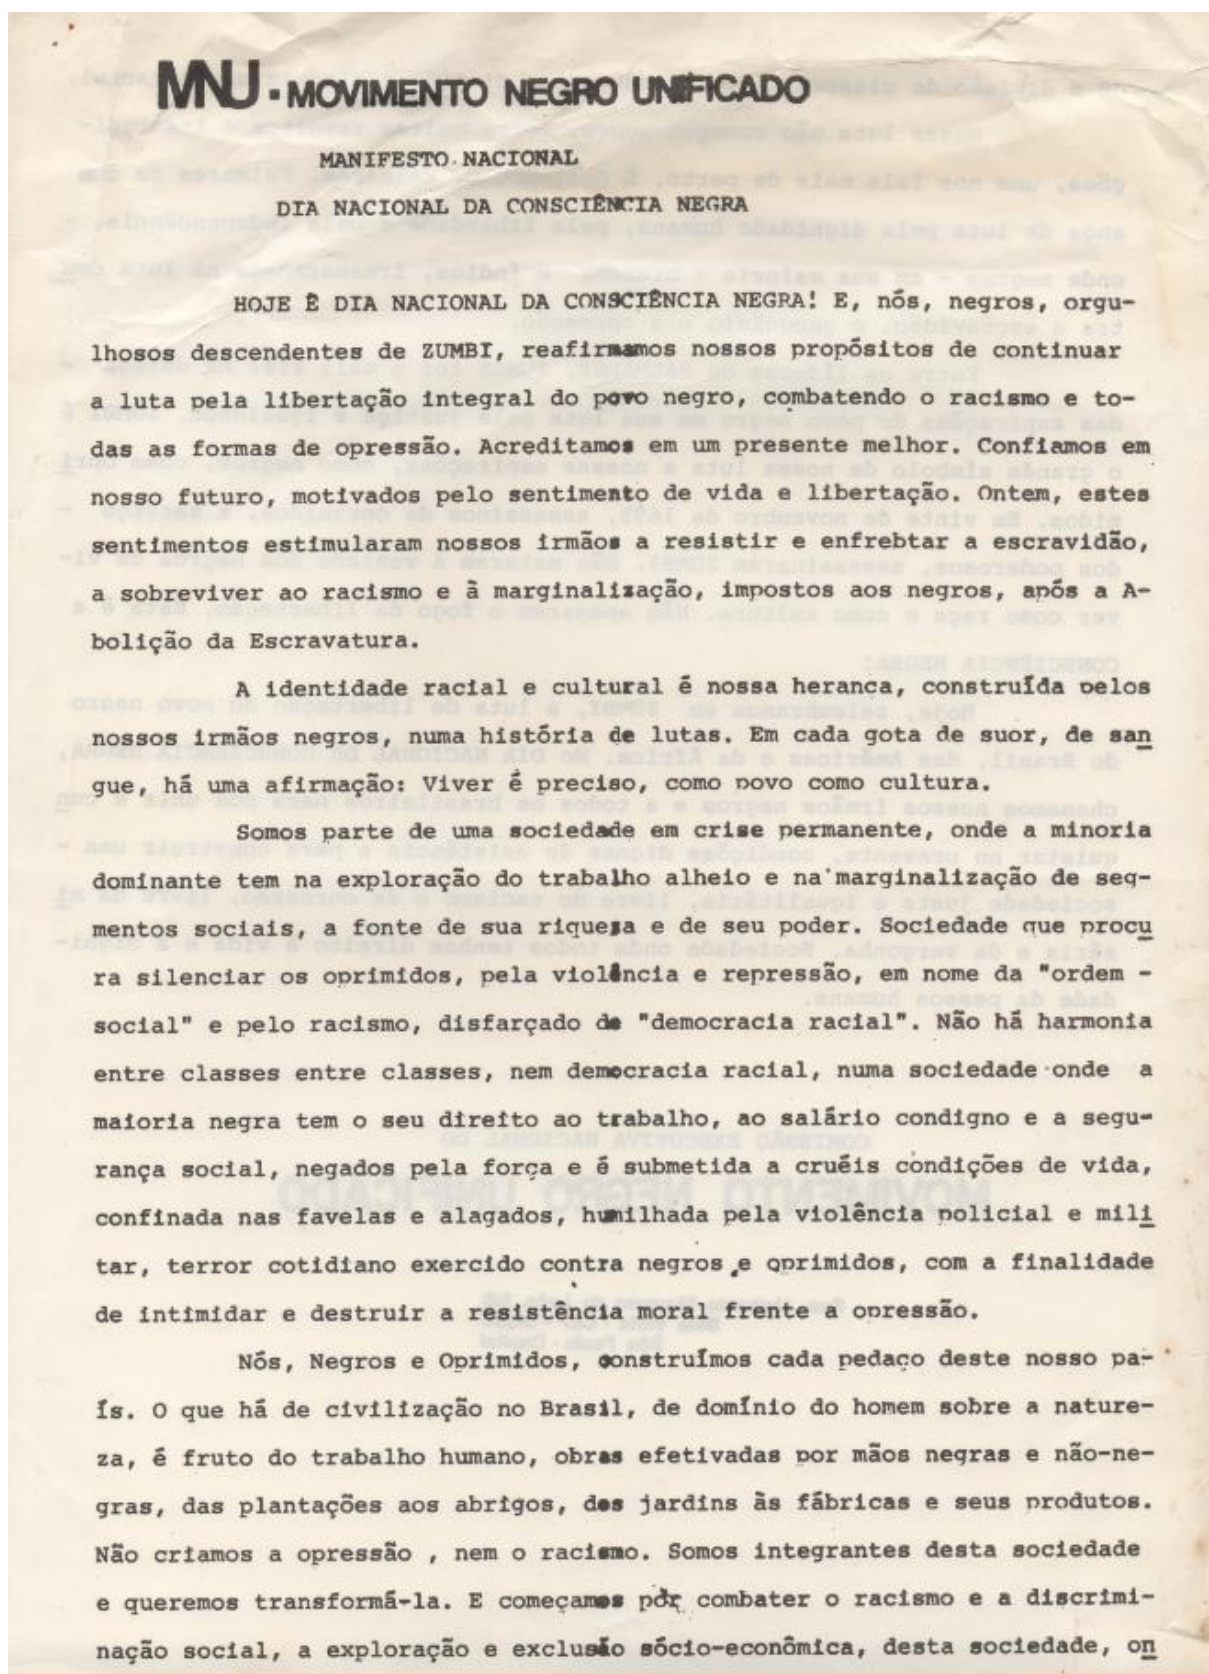 MNU - MOVIMENTO NEGRO UNIFICADO
MANIFESTO NACIONAL
DIA NACIONAL DA CONSCIÊNCIA NEGRA
HOJE É DIA NACIONAL DA CONSCIÊNCIA NEGRA! E, nós, negros, orgu-
lhosos descendentes de ZUMBI, reafirmamos nossos propósitos de continuar
a luta pela libertação integral do povo negro, combatendo o racismo e to-
das as formas de opressão. Acreditamos em um presente melhor. Confiamos em
nosso futuro, motivados pelo sentimento de vida e libertação. Ontem, estes
sentimentos estimularam nossos irmãos a resistir e enfrebtar a escravidão,
a sobreviver ao racismo e à marginalização, impostos aos negros, após a A-
bolição da Escravatura.
A identidade racial e cultural é nossa herança, construída pelos
nossos irmãos negros, numa história de lutas. Em cada gota de suor, de san
gue, há uma afirmação: Viver é preciso, como povo como cultura.
Somos parte de uma sociedade em crise permanente, onde a minoria
dominante tem na exploração do trabalho alheio e na marginalização de seg-
mentos sociais, a fonte de sua riqueza e de seu poder. Sociedade que procu
ra silenciar os oprimidos, pela violência e repressão, em nome da "ordem -
social" e pelo racismo, disfarçado de "democracia racial". Não há harmonia
entre classes entre classes, nem democracia racial, numa sociedade onde a
maioria negra tem o seu direito ao trabalho, ao salário condigno e a segu-
rança social, negados pela força e é submetida a cruéis condições de vida,
confinada nas favelas e alagados, humilhada pela violência policial e mili
tar, terror cotidiano exercido contra negros e oprimidos, com a finalidade
de intimidar e destruir a resistência moral frente a opressão.
Nós, Negros e Oprimidos, construímos cada pedaço deste nosso pa-
ís. O que há de civilização no Brasil, de domínio do homem sobre a nature-
za, é fruto do trabalho humano, obras efetivadas por mãos negras e não-ne-
gras, das plantações aos abrigos, dos jardins às fábricas e seus produtos.
Não criamos a opressão , nem o racismo. Somos integrantes desta sociedade
e queremos transformá-la. E começamos por combater o racismo e a discrimi-
nação social, a exploração e exclusão sócio-econômica, desta sociedade, on